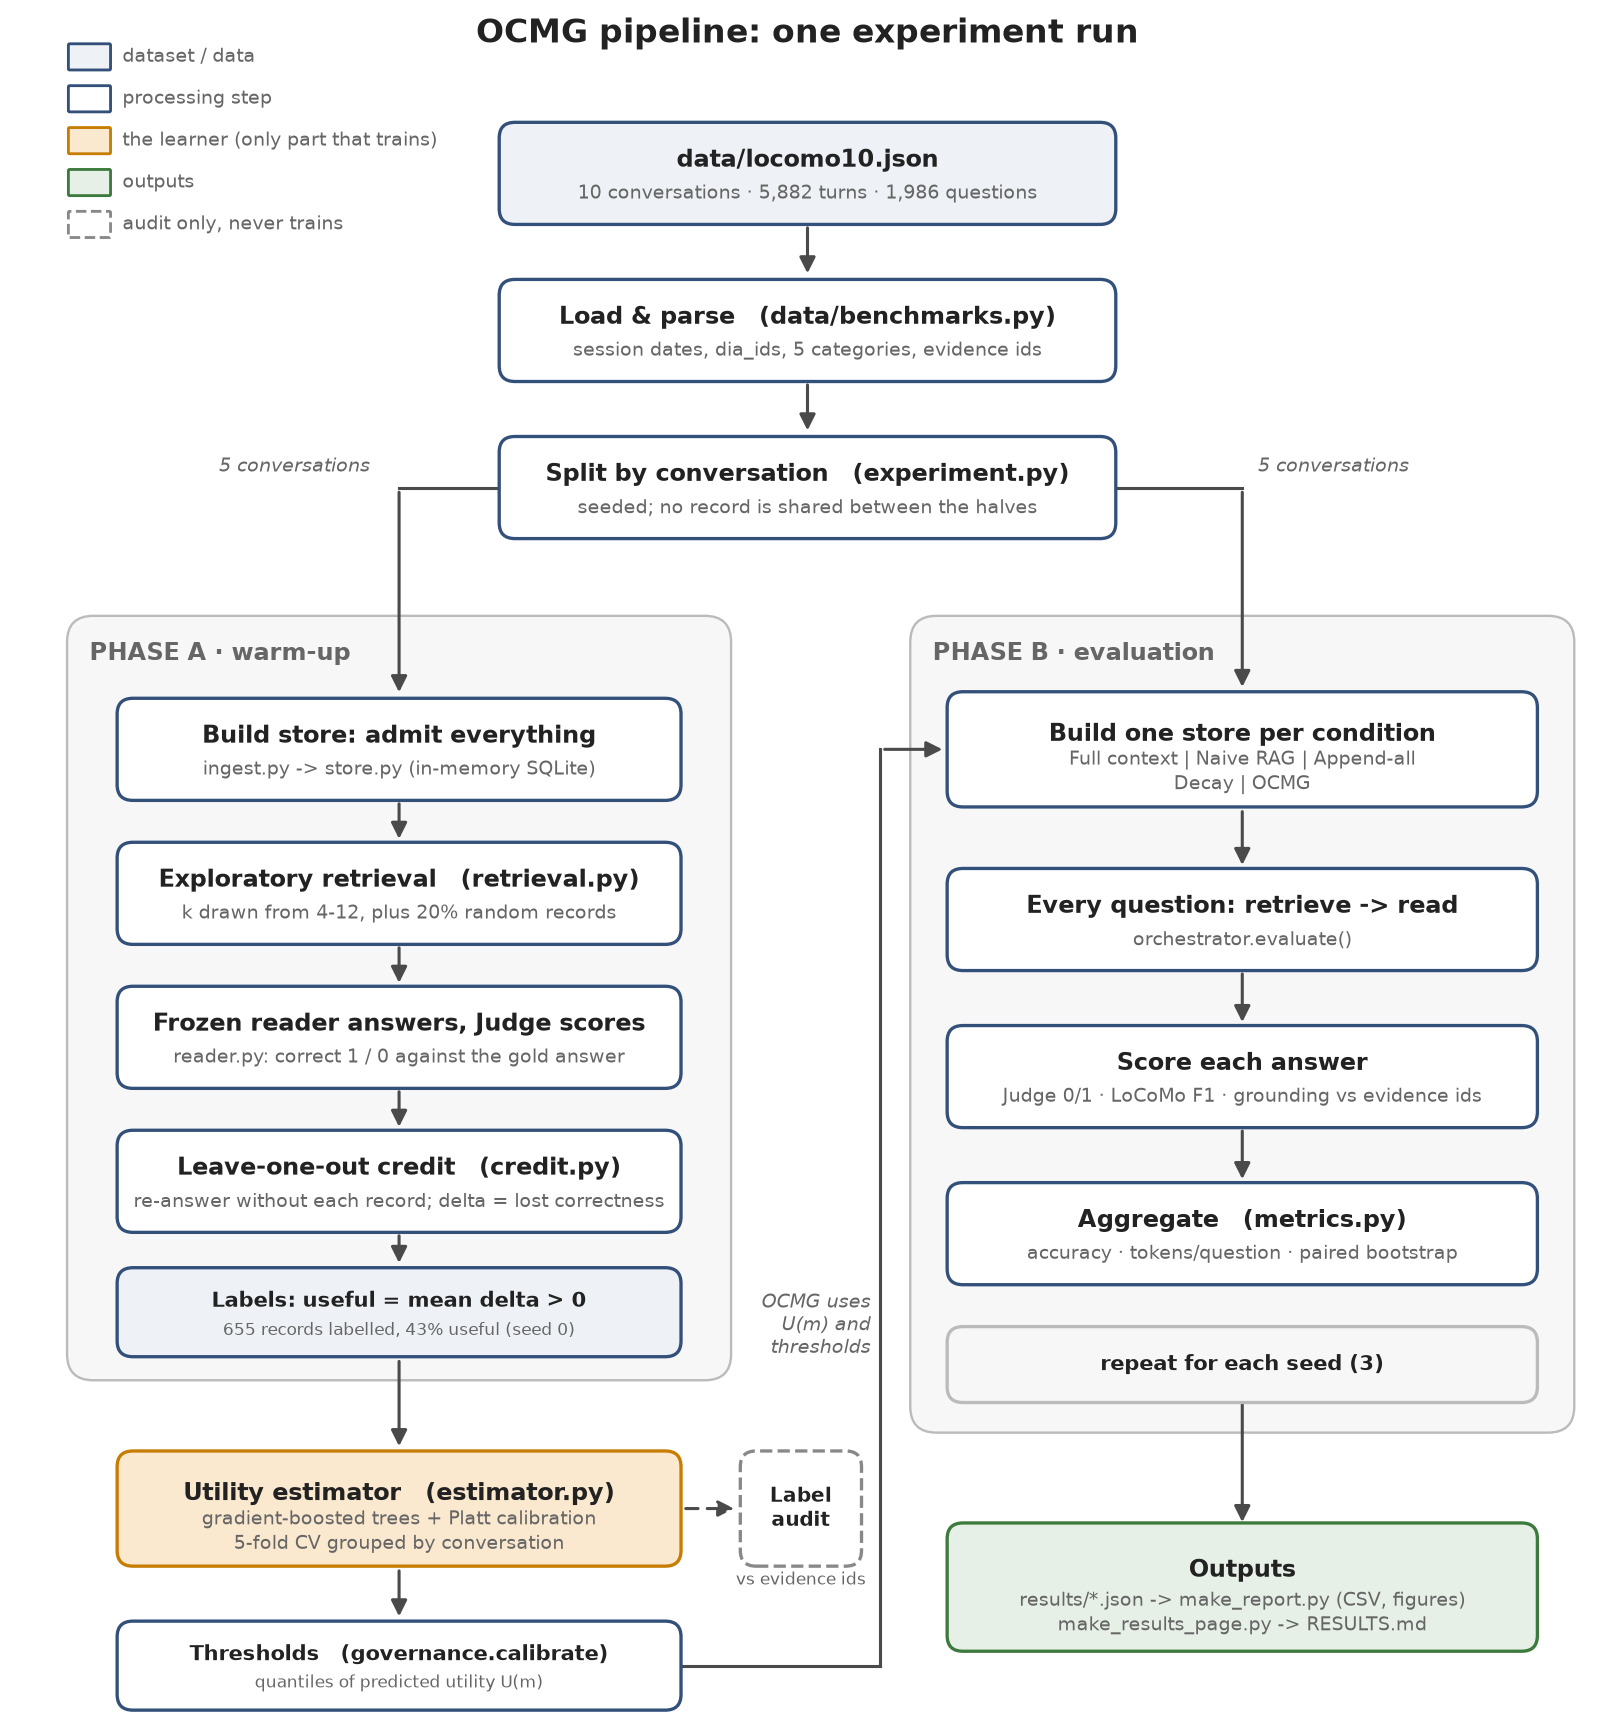 OCMG pipeline: one experiment run
dataset / data
processing step
the learner (only part that trains)
outputs
audit only, never trains
data/locomo10.json
10 conversations · 5,882 turns · 1,986 questions
Load & parse (data/benchmarks.py)
session dates, dia_ids, 5 categories, evidence ids
5 conversations
Split by conversation (experiment.py)
seeded; no record is shared between the halves
5 conversations
PHASE A · warm-up
Build store: admit everything
ingest.py -> store.py (in-memory SQLite)
Exploratory retrieval (retrieval.py)
k drawn from 4-12, plus 20% random records
Frozen reader answers, Judge scores
reader.py: correct 1 / 0 against the gold answer
Leave-one-out credit (credit.py)
re-answer without each record; delta = lost correctness
Labels: useful = mean delta > 0
655 records labelled, 43% useful (seed 0)
Utility estimator (estimator.py)
gradient-boosted trees + Platt calibration
5-fold CV grouped by conversation
Label
audit
vs evidence ids
Thresholds (governance.calibrate)
quantiles of predicted utility U(m)
OCMG uses
U(m) and
thresholds
PHASE B · evaluation
Build one store per condition
Full context | Naive RAG | Append-all
Decay | OCMG
Every question: retrieve -> read
orchestrator.evaluate()
Score each answer
Judge 0/1 · LoCoMo F1 · grounding vs evidence ids
Aggregate (metrics.py)
accuracy · tokens/question · paired bootstrap
repeat for each seed (3)
Outputs
results/*.json -> make_report.py (CSV, figures)
make_results_page.py -> RESULTS.md